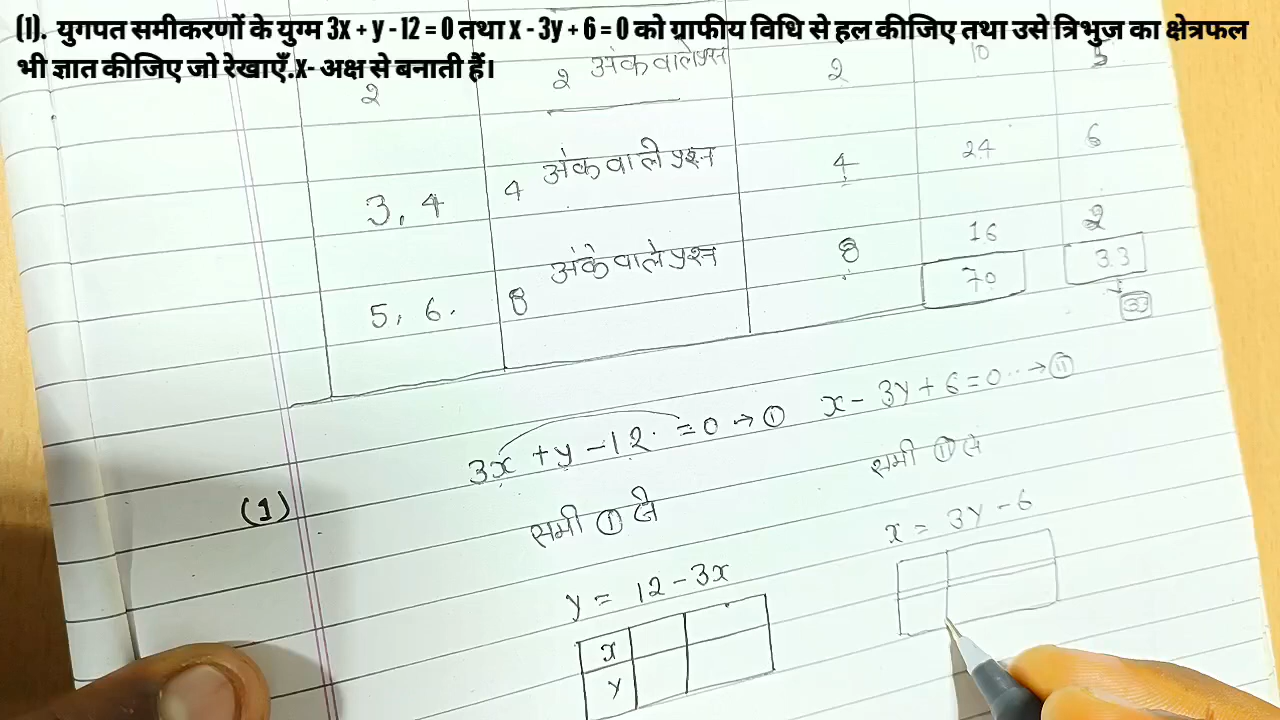 (1). युगपत समीकरणों के युग्म 3x + y - 12 = 0 तथा x - 3y + 6 = 0 को ग्राफीय विधि से हल कीजिए तथा उसे त्रिभुज का क्षेत्रफल
भी ज्ञात कीजिए जो रेखाएँ.x- अक्ष से बनाती हैं।
2 2 अंक वाले प्रश्न 2 10 5
3, 4 4 अंक वाले प्रश्न 4 24 6
5, 6. 8 अंके वाले प्रश्न 8 16 2
70 33
(1) 3x + y - 12 = 0 → ① x - 3y + 6 = 0 → ⑪
समी ① से समी ⑪ से
y = 12 - 3x x = 3y - 6
x
y